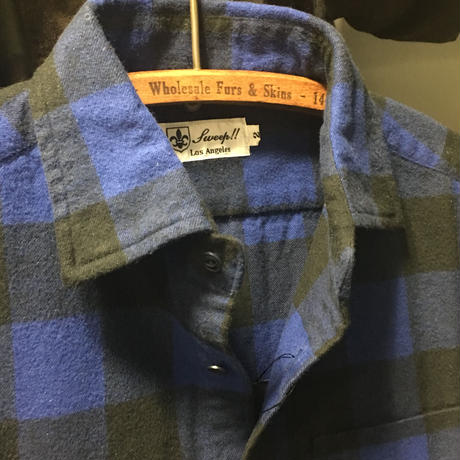 Wholesale Furs & Skins - 14
Sweep!!
Los Angeles